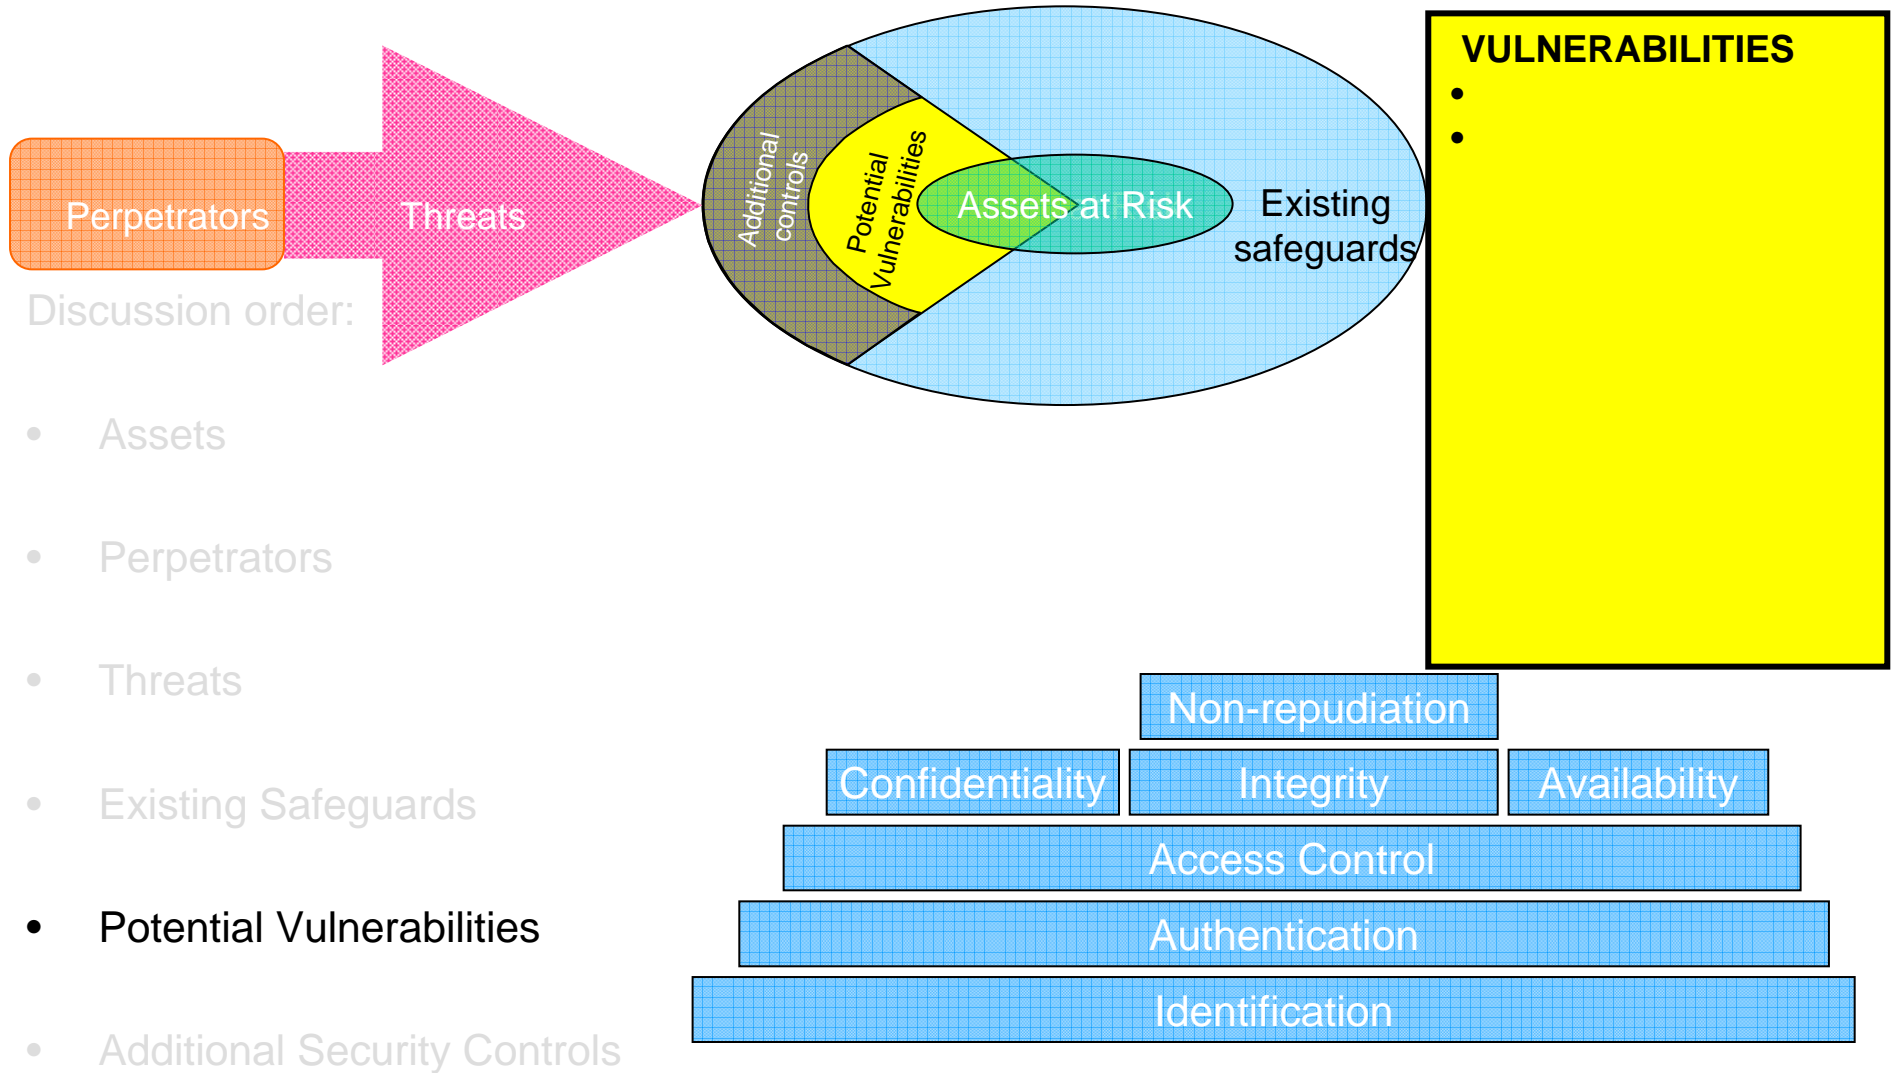 Perpetrators
Threats
Additional
controls
Potential
Vulnerabilities
Assets at Risk
Existing
safeguards
VULNERABILITIES
•
•
Discussion order:
• Assets
• Perpetrators
• Threats
• Existing Safeguards
• Potential Vulnerabilities
• Additional Security Controls
Non-repudiation
Confidentiality
Integrity
Availability
Access Control
Authentication
Identification